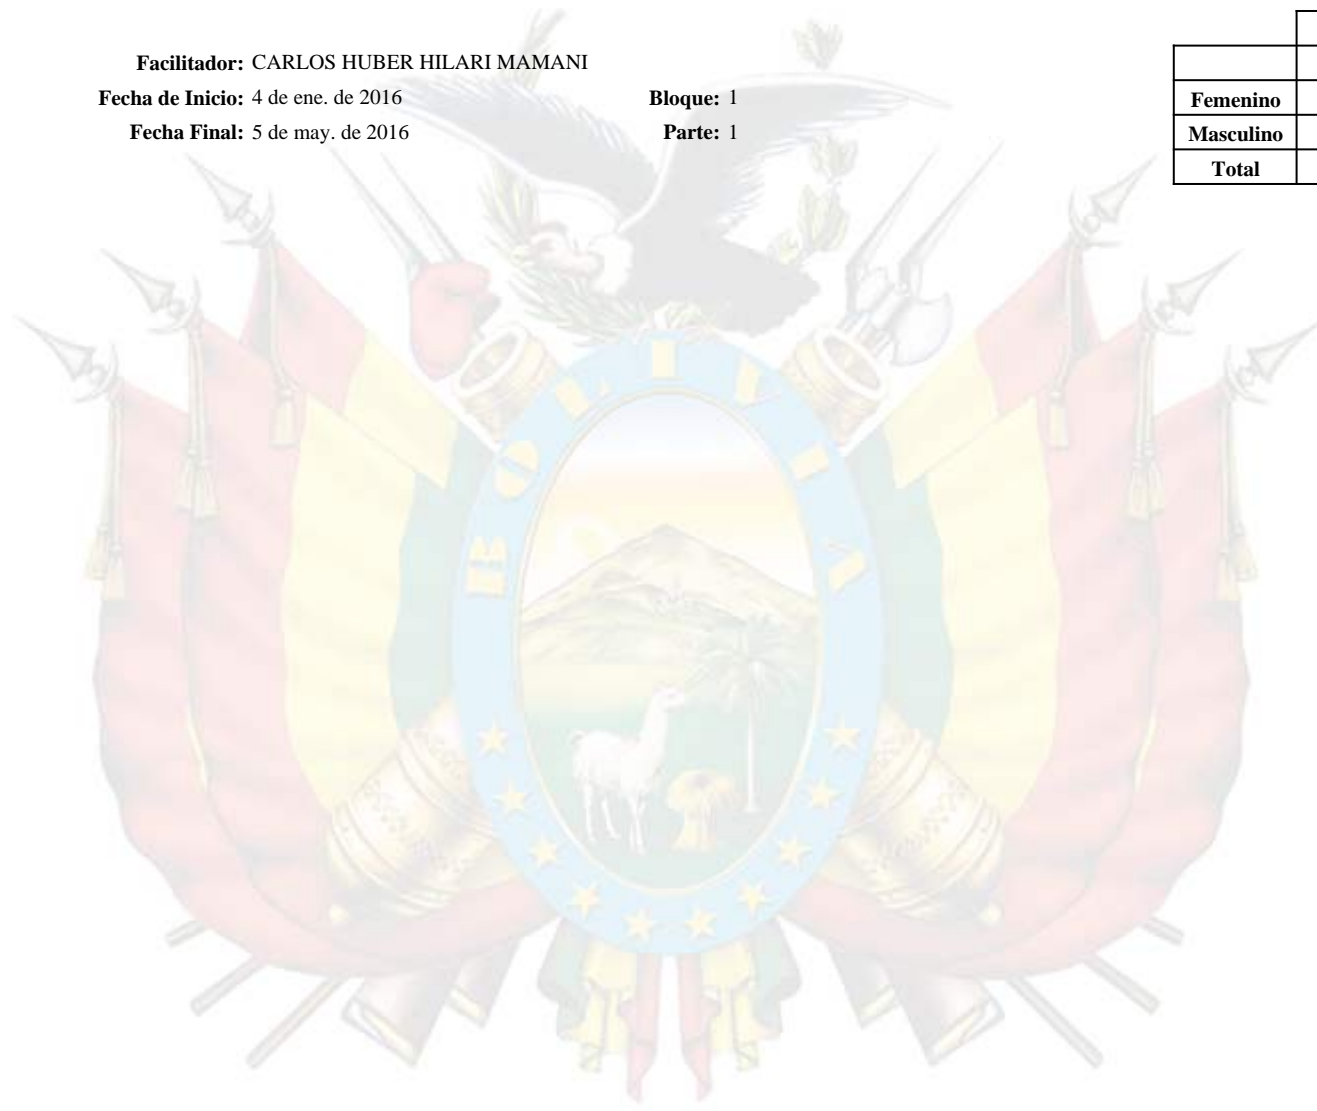 Facilitador: CARLOS HUBER HILARI MAMANI
Fecha de Inicio: 4 de ene. de 2016 Bloque: 1
Fecha Final: 5 de may. de 2016 Parte: 1
Femenino
Masculino
Total
BOLIVIA